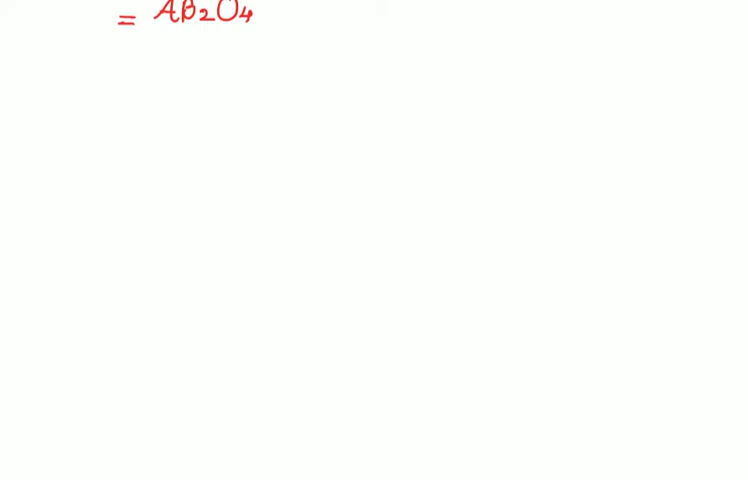 = AB₂O₄